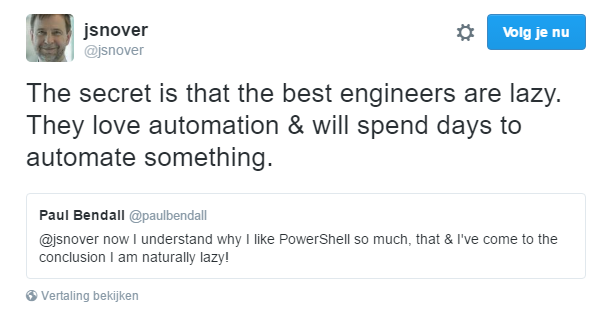 jsnover
@jsnover
Volg je nu
The secret is that the best engineers are lazy.
They love automation & will spend days to
automate something.
Paul Bendall @paulbendall
@jsnover now I understand why I like PowerShell so much, that & I've come to the
conclusion I am naturally lazy!
Vertaling bekijken